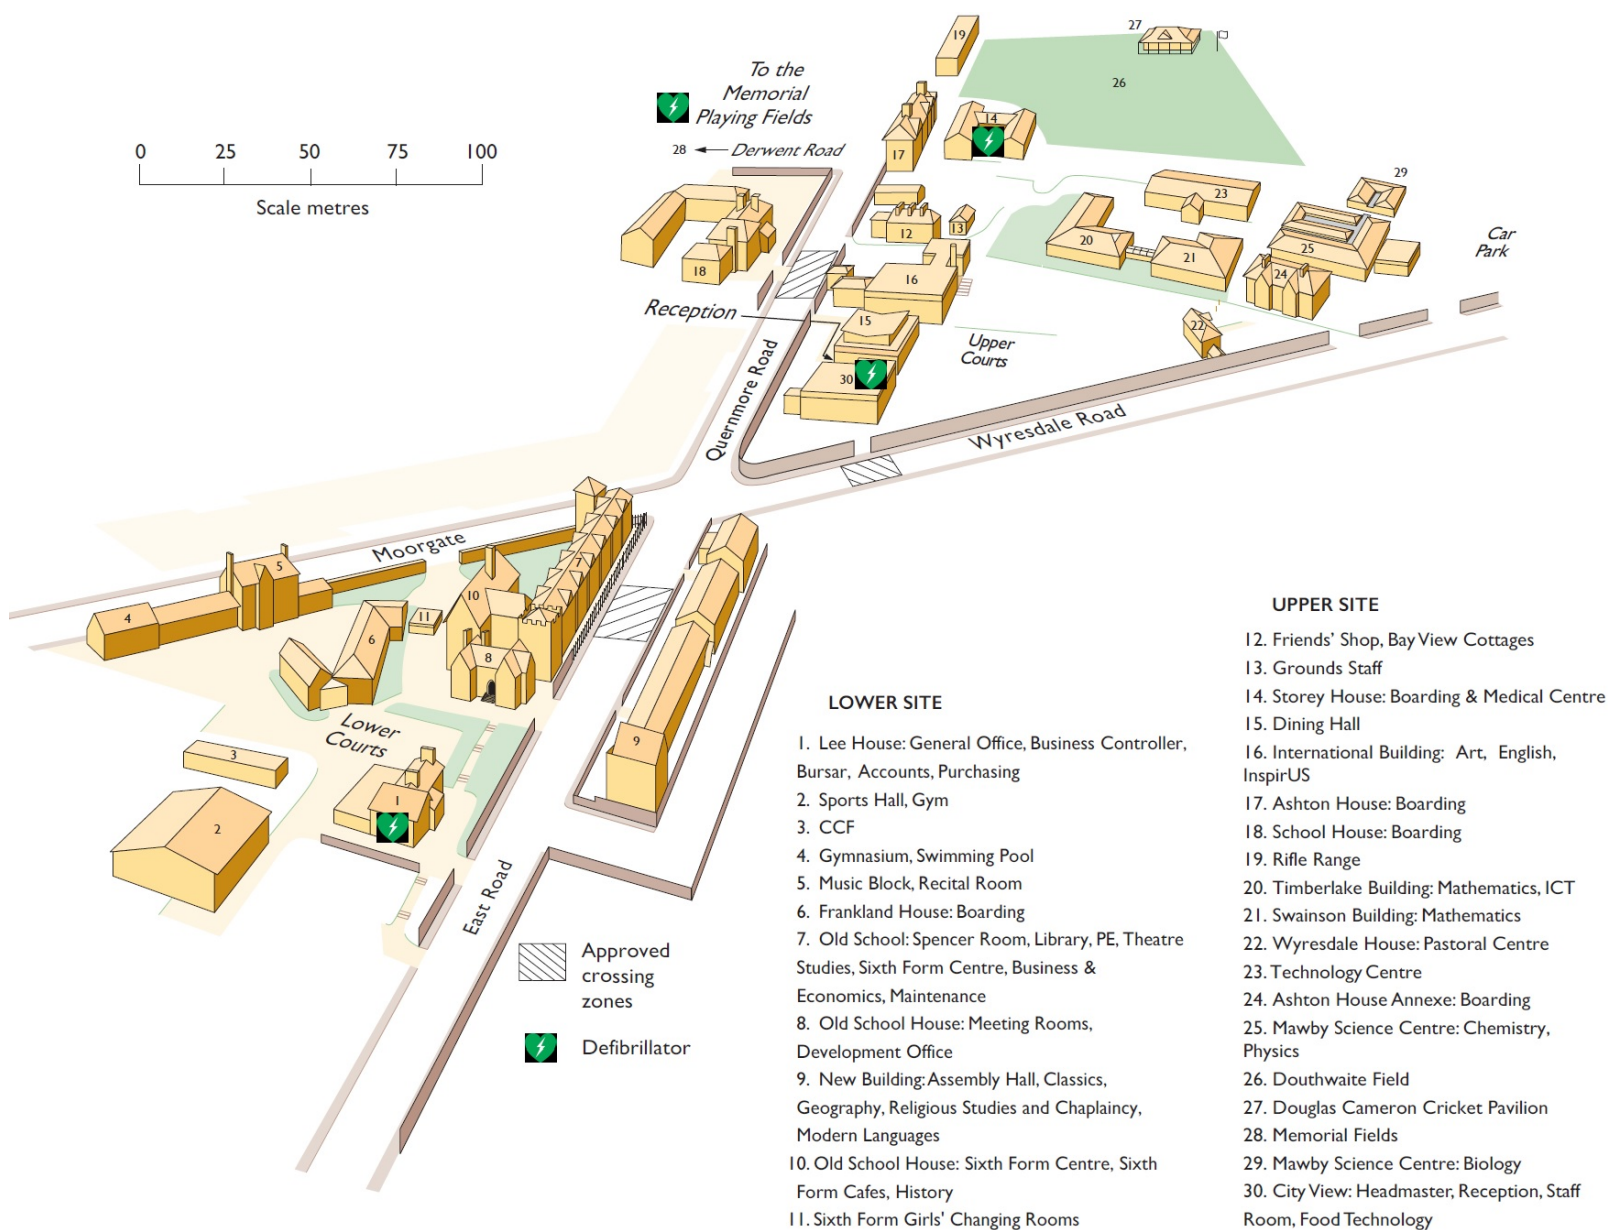 27
19
26
To the
Memorial
Playing Fields
14
28
Derwent Road
17
29
0 25 50 75 100
Scale metres
23
12
13
20
25
Car
Park
21
24
18
16
Reception
15
22
Upper
Courts
30
Quernmore Road
Wyresdale Road
Moorgate
5
7
10
4
11
6
8
Lower
Courts
9
3
1
2
East Road
Approved
crossing
zones
Defibrillator
LOWER SITE
1. Lee House: General Office, Business Controller,
Bursar, Accounts, Purchasing
2. Sports Hall, Gym
3. CCF
4. Gymnasium, Swimming Pool
5. Music Block, Recital Room
6. Frankland House: Boarding
7. Old School: Spencer Room, Library, PE, Theatre
Studies, Sixth Form Centre, Business &
Economics, Maintenance
8. Old School House: Meeting Rooms,
Development Office
9. New Building: Assembly Hall, Classics,
Geography, Religious Studies and Chaplaincy,
Modern Languages
10. Old School House: Sixth Form Centre, Sixth
Form Cafes, History
11. Sixth Form Girls' Changing Rooms
UPPER SITE
12. Friends' Shop, Bay View Cottages
13. Grounds Staff
14. Storey House: Boarding & Medical Centre
15. Dining Hall
16. International Building: Art, English,
InspirUS
17. Ashton House: Boarding
18. School House: Boarding
19. Rifle Range
20. Timberlake Building: Mathematics, ICT
21. Swainson Building: Mathematics
22. Wyresdale House: Pastoral Centre
23. Technology Centre
24. Ashton House Annexe: Boarding
25. Mawby Science Centre: Chemistry,
Physics
26. Douthwaite Field
27. Douglas Cameron Cricket Pavilion
28. Memorial Fields
29. Mawby Science Centre: Biology
30. City View: Headmaster, Reception, Staff
Room, Food Technology